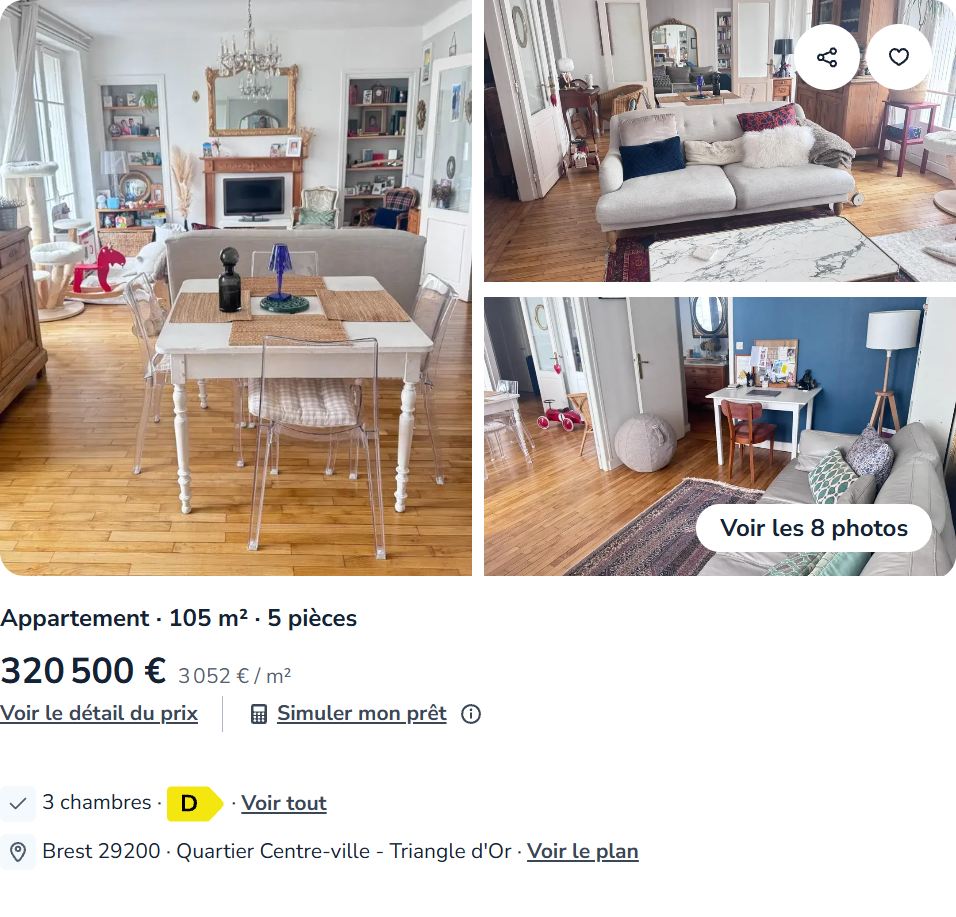 Voir les 8 photos
Appartement · 105 m² · 5 pièces
320 500 € 3 052 € / m²
Voir le détail du prix Simuler mon prêt
3 chambres · D · Voir tout
Brest 29200 · Quartier Centre-ville - Triangle d'Or · Voir le plan